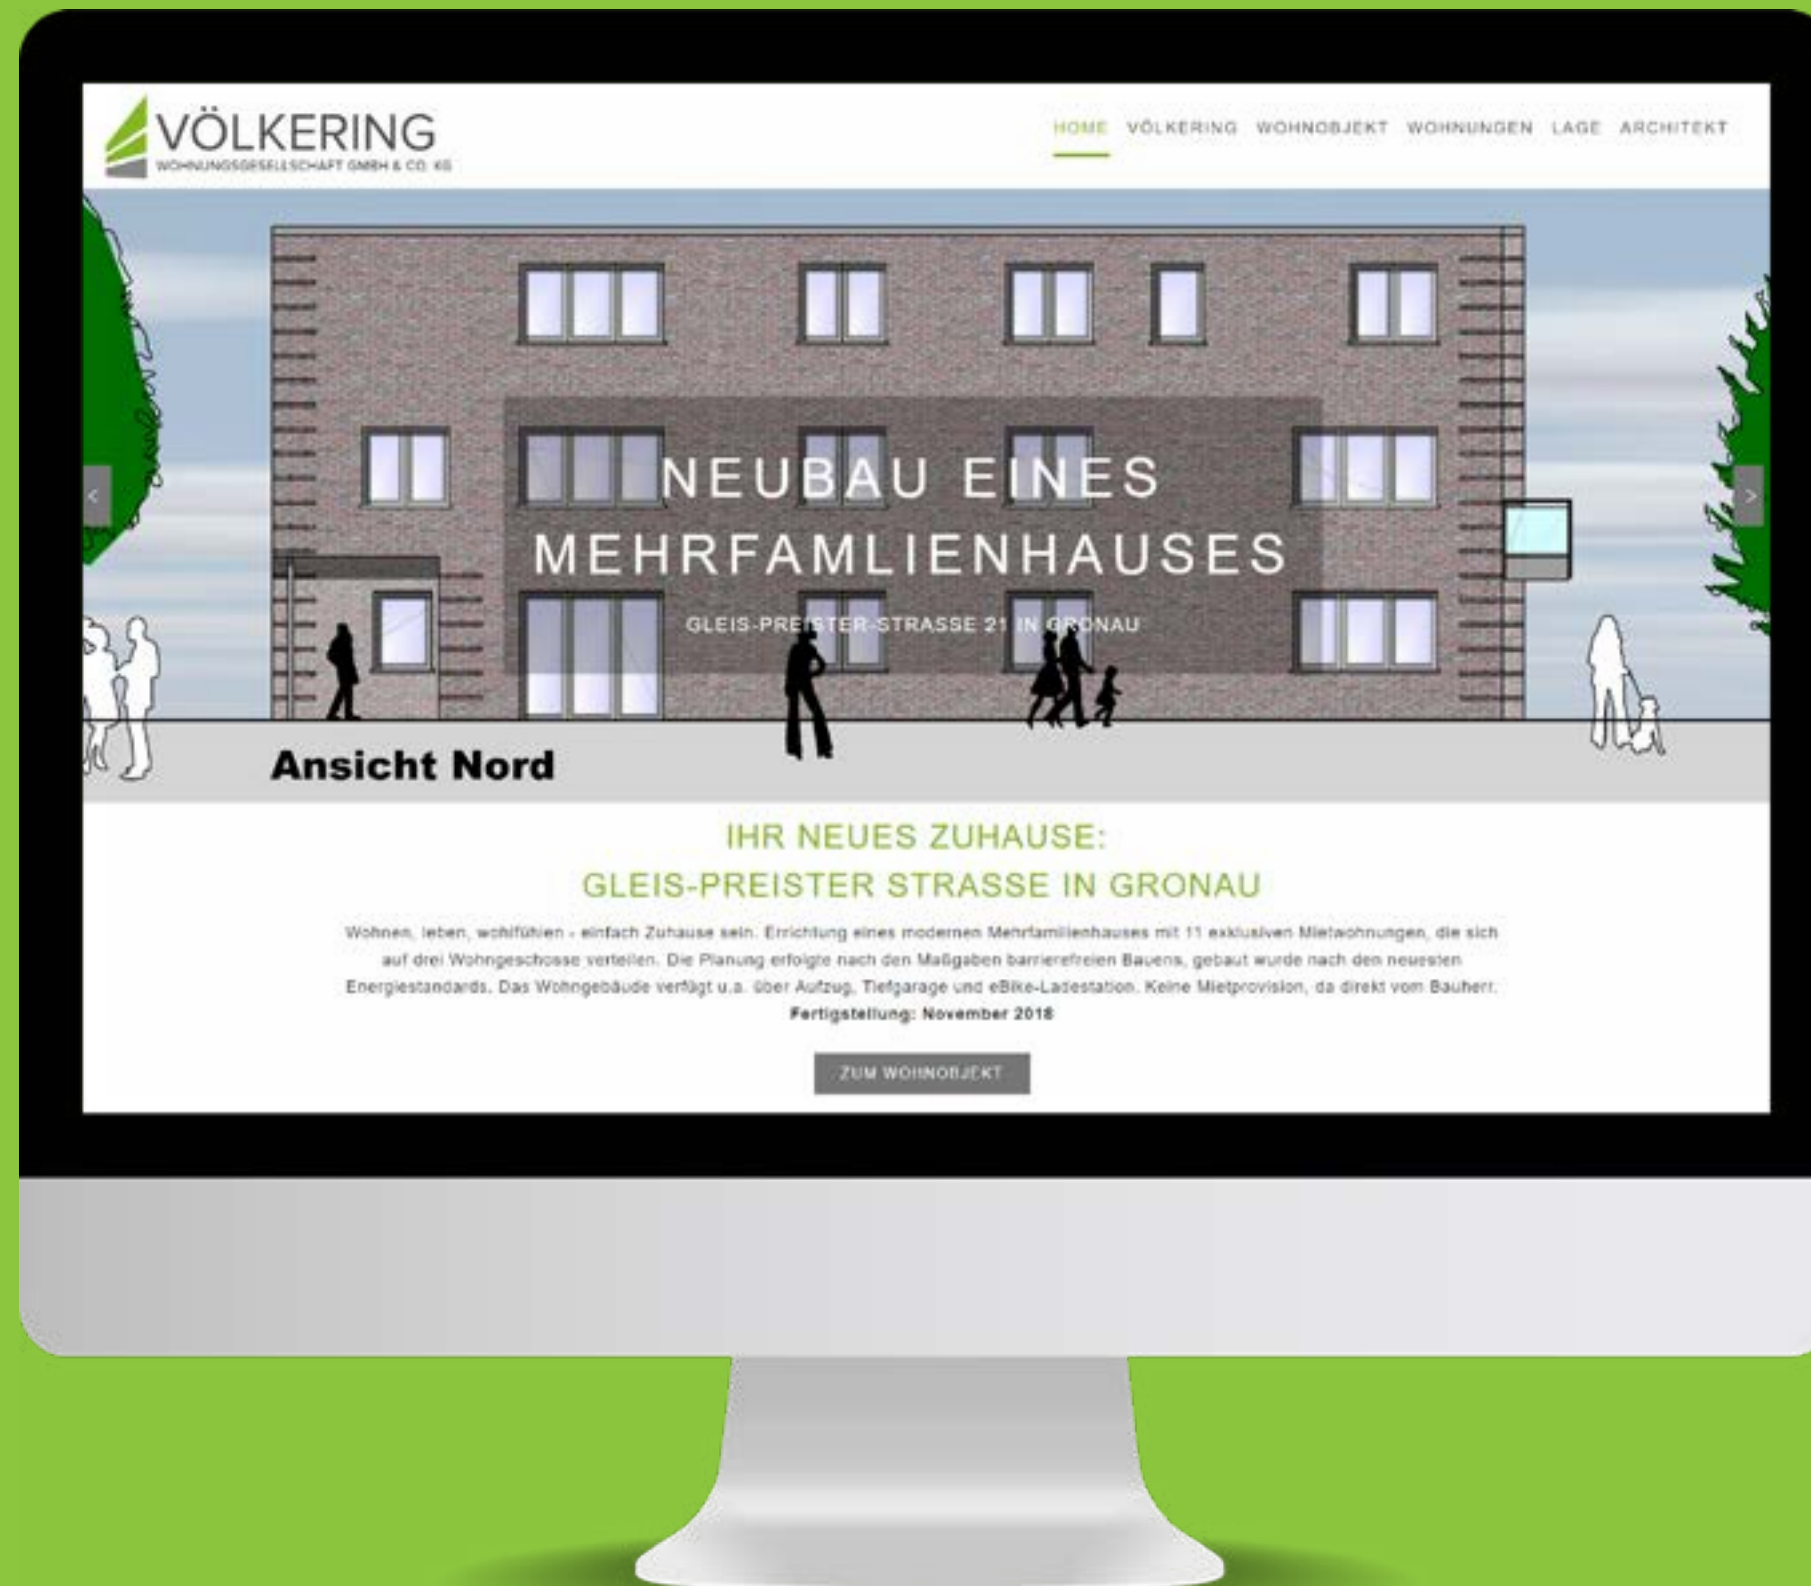 VÖLKERING
WOHNUNGSGESELLSCHAFT GMBH & CO. KG
HOME VÖLKERING WOHNOBJEKT WOHNUNGEN LAGE ARCHITEKT
NEUBAU EINES
MEHRFAMLIENHAUSES
GLEIS-PREISTER-STRASSE 21 IN GRONAU
<
>
Ansicht Nord
IHR NEUES ZUHAUSE:
GLEIS-PREISTER STRASSE IN GRONAU
Wohnen, leben, wohlfühlen - einfach Zuhause sein. Errichtung eines modernen Mehrfamilienhauses mit 11 exklusiven Mietwohnungen, die sich
auf drei Wohngeschosse verteilen. Die Planung erfolgte nach den Maßgaben barrierefreien Bauens, gebaut wurde nach den neuesten
Energiestandards. Das Wohngebäude verfügt u.a. über Aufzug, Tiefgarage und eBike-Ladestation. Keine Mietprovision, da direkt vom Bauherr.
Fertigstellung: November 2018
ZUM WOHNOBJEKT